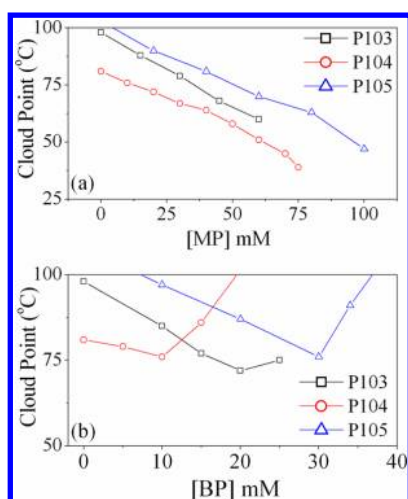 P103
P104
P105
Cloud Point (°C)
100
75
50
25
(a)
0 25 50 75 100
[MP] mM
Cloud Point (°C)
100
75
50
(b)
P103
P104
P105
0 10 20 30 40
[BP] mM